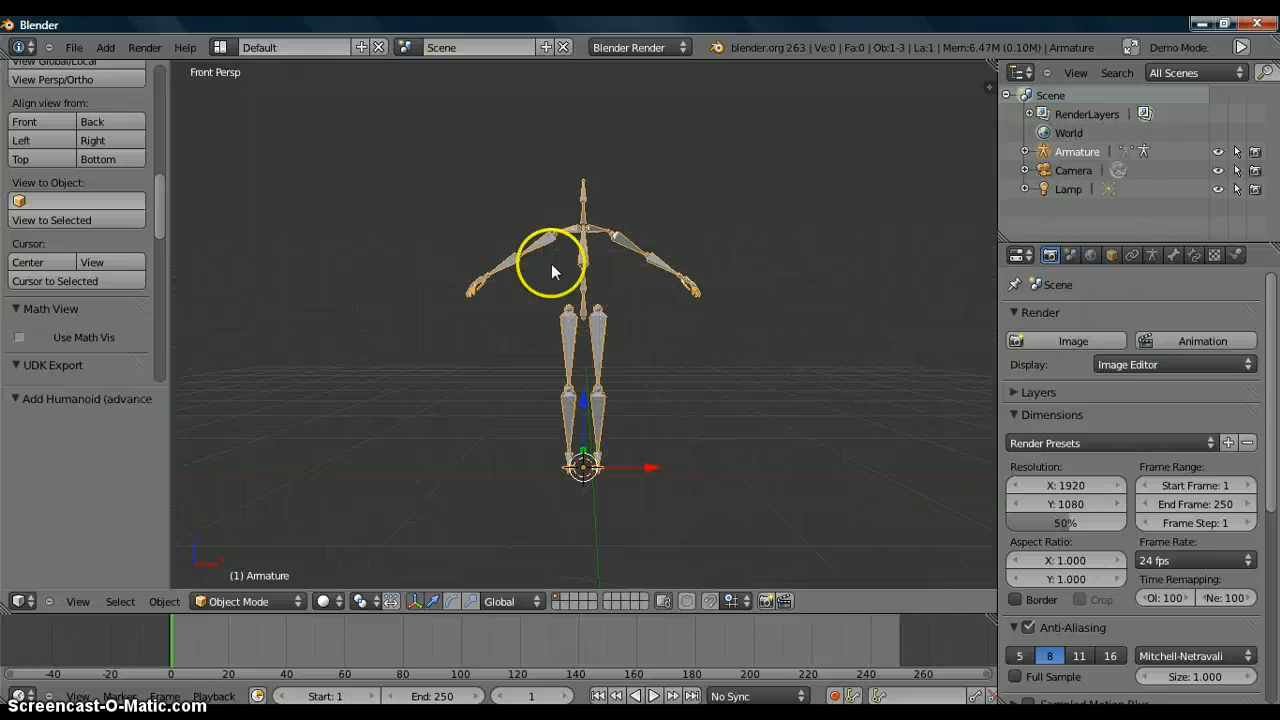 Blender
File Add Render Help Default Scene Blender Render blender.org 263 | Ve:0 | Fa:0 | Ob:1-3 | La:1 | Mem:6.47M (0.10M) | Armature Demo Mode:
View Global/Local
View Persp/Ortho
Align view from:
Front Back
Left Right
Top Bottom
View to Object:
View to Selected
Cursor:
Center View
Cursor to Selected
Math View
Use Math Vis
UDK Export
Add Humanoid (advance
Front Persp
(1) Armature
View Select Object Object Mode Global
View Search All Scenes
Scene
RenderLayers
World
Armature
Camera
Lamp
Scene
Render
Image Animation
Display: Image Editor
Layers
Dimensions
Render Presets
Resolution: Frame Range:
X: 1920 Start Frame: 1
Y: 1080 End Frame: 250
50% Frame Step: 1
Aspect Ratio: Frame Rate:
X: 1.000 24 fps
Y: 1.000 Time Remapping:
Border Crop Ol: 100 Ne: 100
Anti-Aliasing
5 8 11 16 Mitchell-Netravali
Full Sample Size: 1.000
-40 -20 0 20 40 60 80 100 120 140 160 180 200 220 240 260
View Marker Frame Playback Start: 1 End: 250 1 No Sync
Screencast-O-Matic.com